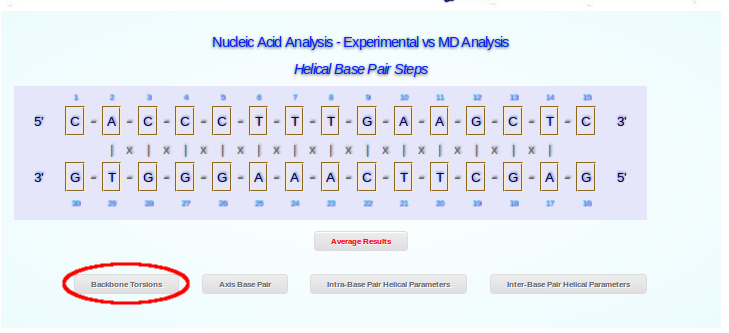 Nucleic Acid Analysis - Experimental vs MD Analysis
Helical Base Pair Steps
1 2 3 4 5 6 7 8 9 10 11 12 13 14 15
5' C - A - C - C - C - T - T - T - G - A - A - G - C - T - C 3'
| x | x | x | x | x | x | x | x | x | x | x | x |
3' G - T - G - G - G - A - A - A - C - T - T - C - G - A - G 5'
30 29 28 27 26 25 24 23 22 21 20 19 18 17 16
Average Results
Backbone Torsions Axis Base Pair Intra-Base Pair Helical Parameters Inter-Base Pair Helical Parameters